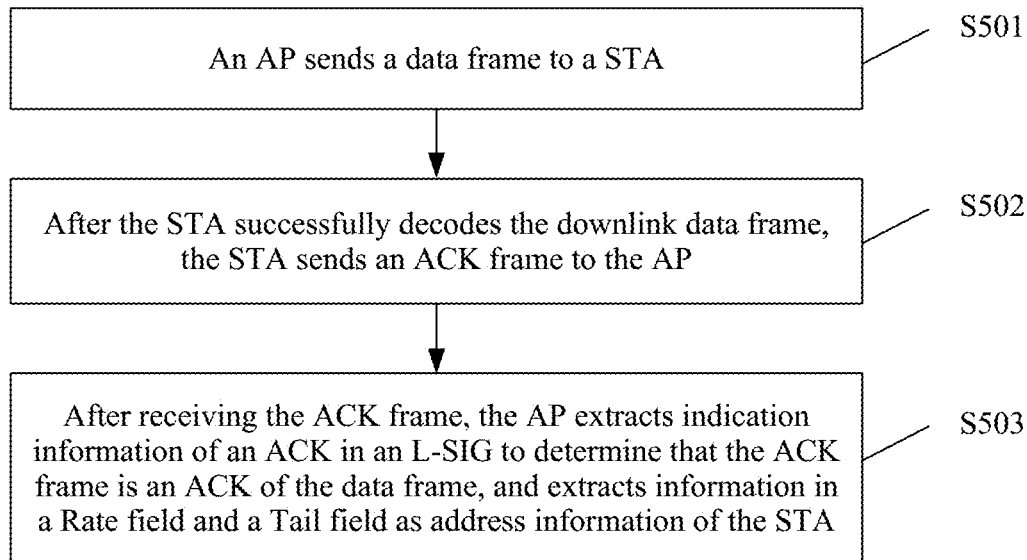 An AP sends a data frame to a STA
S501
After the STA successfully decodes the downlink data frame,
the STA sends an ACK frame to the AP
S502
After receiving the ACK frame, the AP extracts indication
information of an ACK in an L-SIG to determine that the ACK
frame is an ACK of the data frame, and extracts information in
a Rate field and a Tail field as address information of the STA
S503